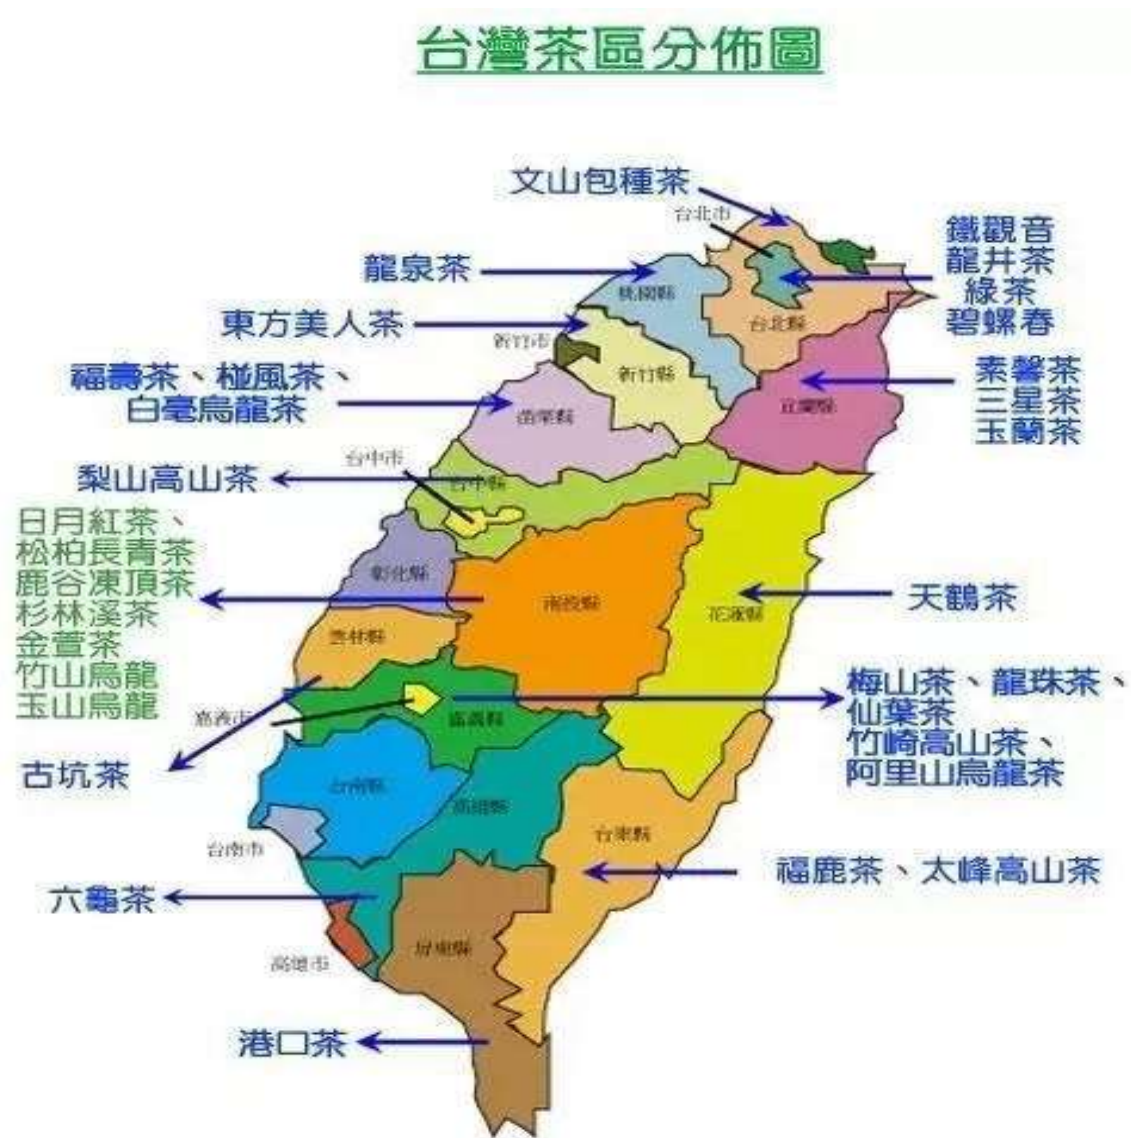 台灣茶區分佈圖
文山包種茶
台北市
鐵觀音
龍井茶
綠茶
碧螺春
龍泉茶
桃園縣
台北縣
東方美人茶
新竹市
新竹縣
素馨茶
三星茶
玉蘭茶
宜蘭縣
福壽茶、椪風茶、
白毫烏龍茶
苗栗縣
台中市
梨山高山茶
台中縣
日月紅茶、
松柏長青茶
鹿谷凍頂茶
杉林溪茶
金萱茶
竹山烏龍
玉山烏龍
彰化縣
南投縣
花蓮縣
天鶴茶
雲林縣
梅山茶、龍珠茶、
仙葉茶
竹崎高山茶、
阿里山烏龍茶
嘉義市
嘉義縣
古坑茶
台南縣
高雄縣
台南市
台東縣
福鹿茶、太峰高山茶
六龜茶
屏東縣
高雄市
港口茶